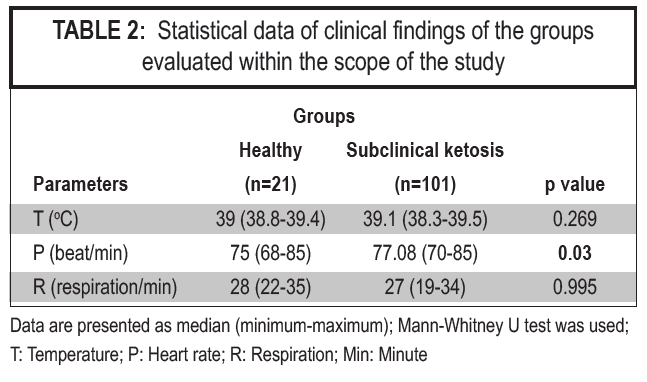 TABLE 2: Statistical data of clinical findings of the groups
evaluated within the scope of the study
Groups
Healthy Subclinical ketosis
Parameters (n=21) (n=101) p value
T (ºC) 39 (38.8-39.4) 39.1 (38.3-39.5) 0.269
P (beat/min) 75 (68-85) 77.08 (70-85) 0.03
R (respiration/min) 28 (22-35) 27 (19-34) 0.995
Data are presented as median (minimum-maximum); Mann-Whitney U test was used;
T: Temperature; P: Heart rate; R: Respiration; Min: Minute